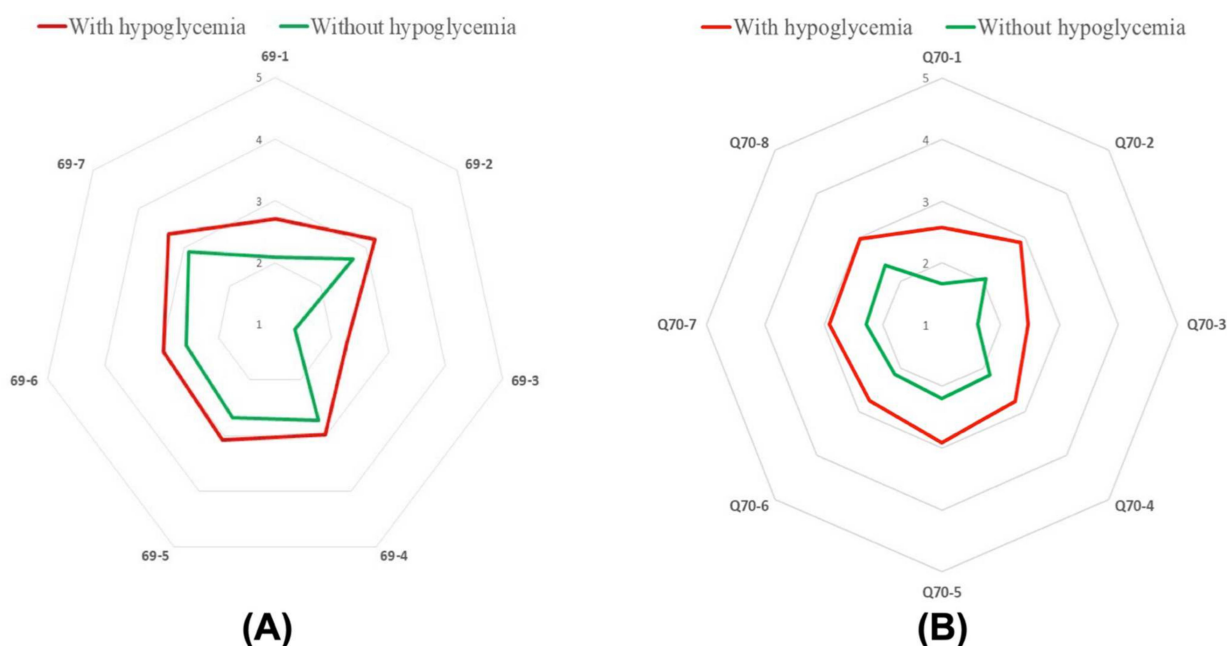 With hypoglycemia Without hypoglycemia
69-1
5
69-7
4
69-2
3
2
1
69-6
69-3
69-5
69-4
(A)
With hypoglycemia Without hypoglycemia
Q70-1
5
Q70-8
4
Q70-2
3
2
Q70-7
1
Q70-3
Q70-6
Q70-4
Q70-5
(B)